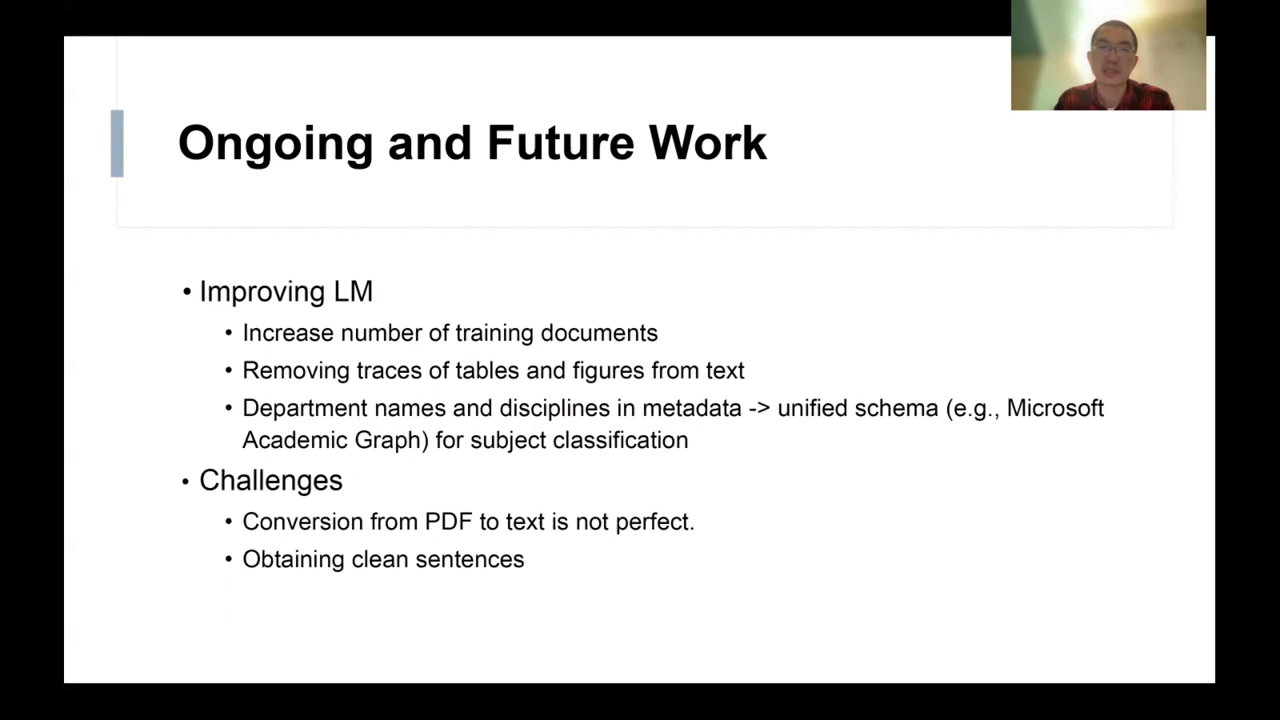 Ongoing and Future Work
• Improving LM
• Increase number of training documents
• Removing traces of tables and figures from text
• Department names and disciplines in metadata -> unified schema (e.g., Microsoft
Academic Graph) for subject classification
• Challenges
• Conversion from PDF to text is not perfect.
• Obtaining clean sentences